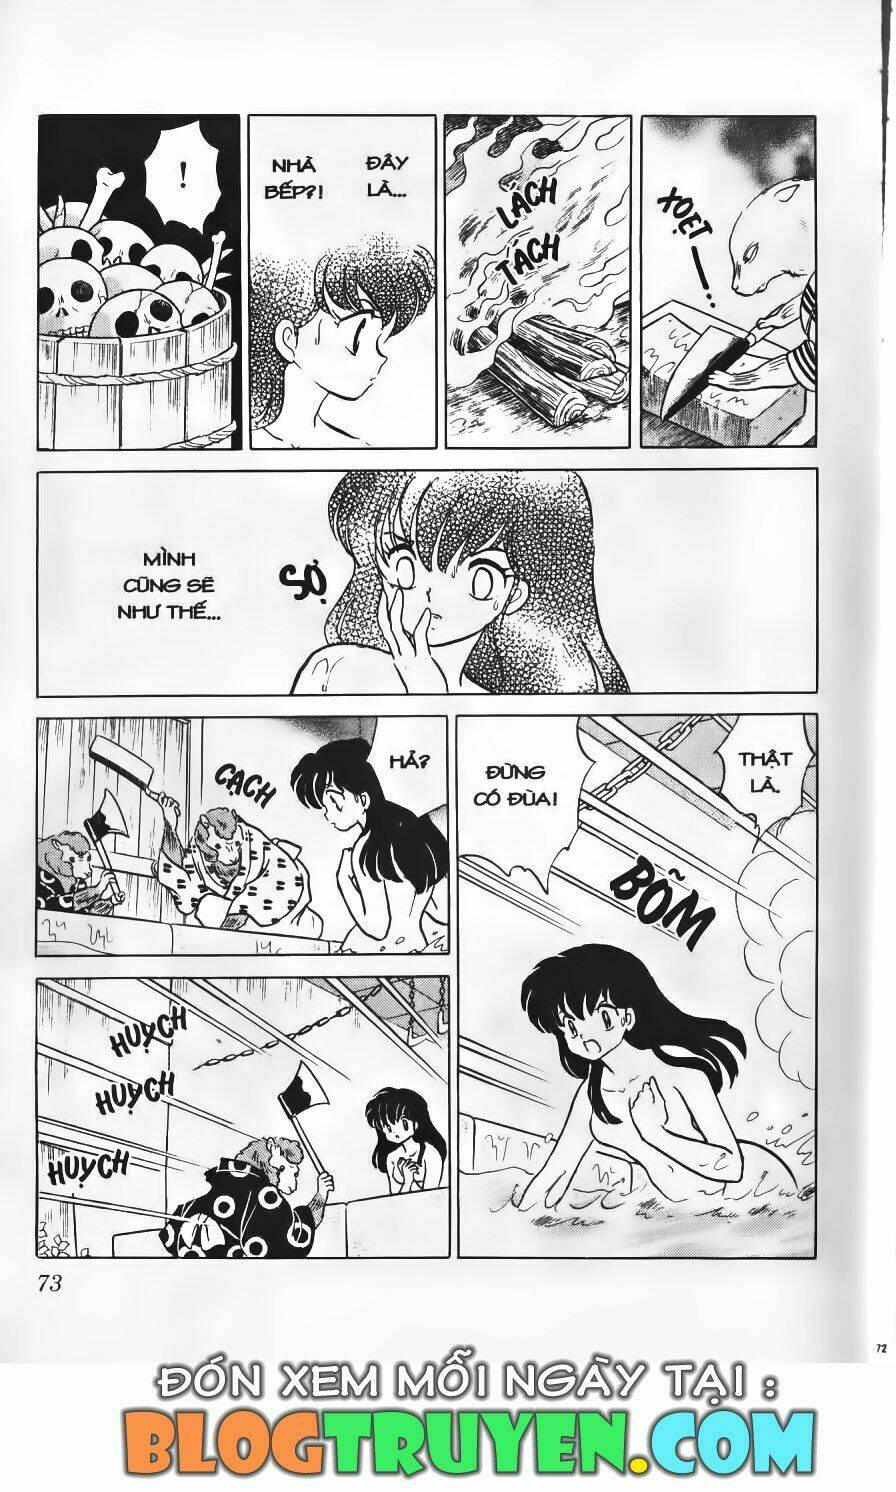 XOẸT
LÁCH
TÁCH
ĐÂY
LÀ...
NHÀ
BẾP?!
!
SỢ
MÌNH
CŨNG SẼ
NHƯ THẾ...
THẬT
LÀ.
ĐỪNG
CÓ ĐÙA!
BÕM
HẢ?
CẠCH
HUỴCH
HUỴCH
HUỴCH
73
72
ĐÓN XEM MỖI NGÀY TẠI :
BLOGTRUYEN.COM